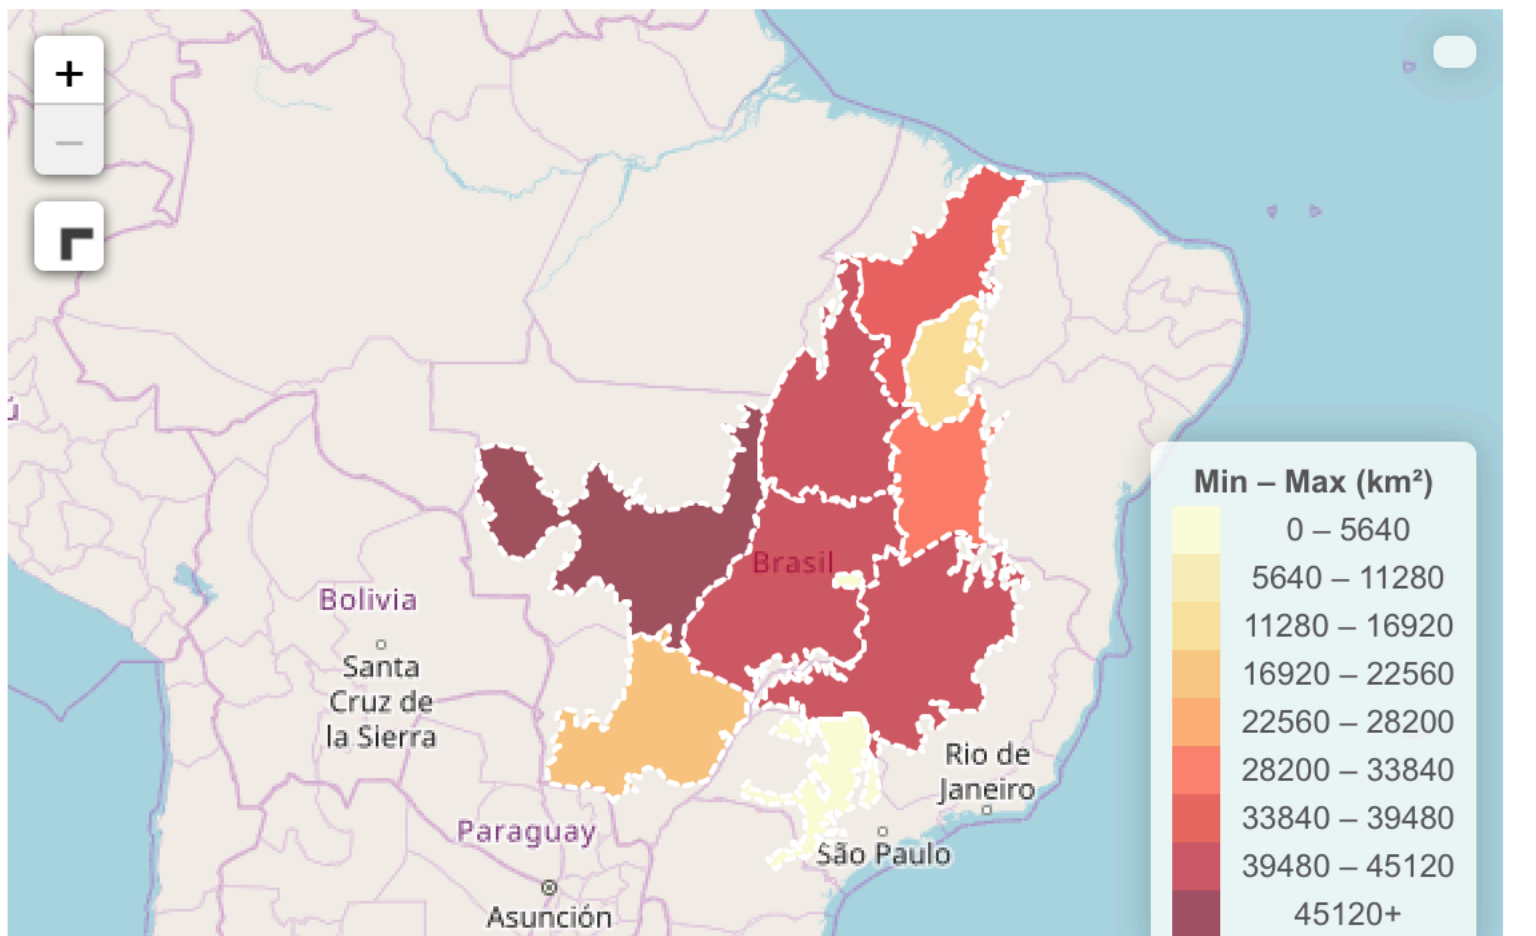 +
−
ú
Brasil
Bolivia
Santa
Cruz de
la Sierra
Paraguay
Asunción
Rio de
Janeiro
São Paulo
Min – Max (km²)
0 – 5640
5640 – 11280
11280 – 16920
16920 – 22560
22560 – 28200
28200 – 33840
33840 – 39480
39480 – 45120
45120+